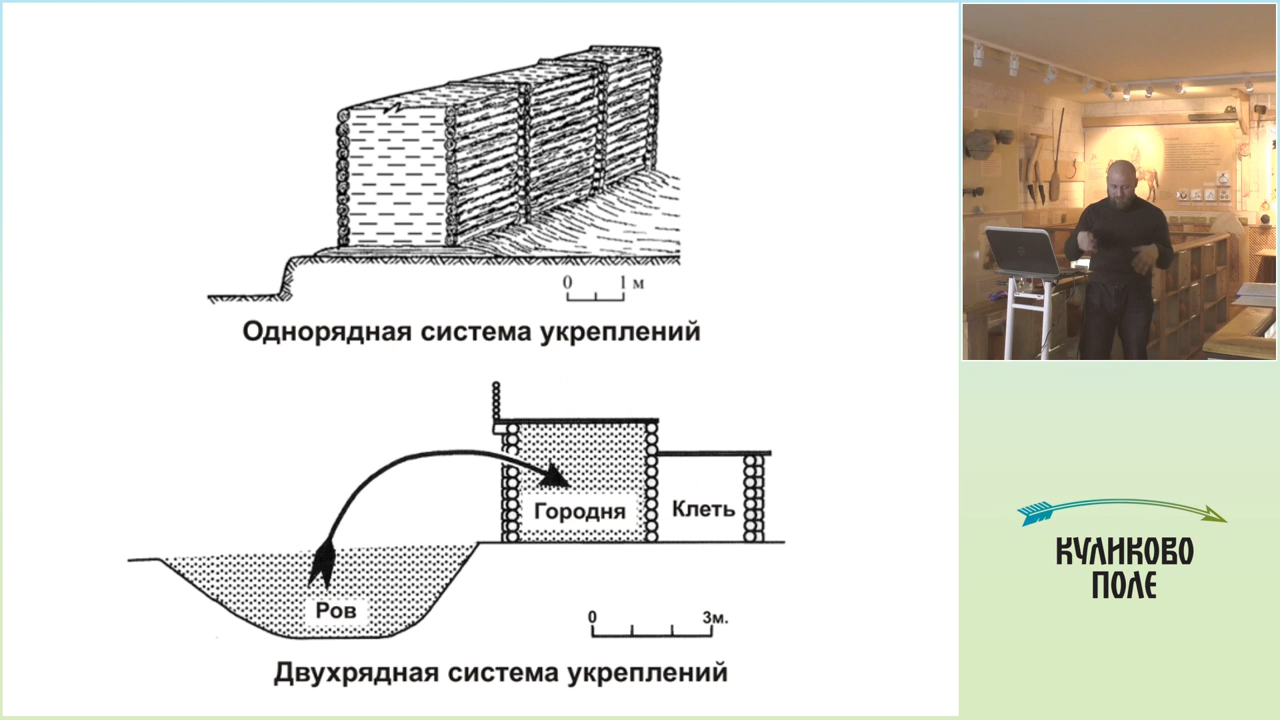 0 1 м
Однорядная система укреплений
Городня
Клеть
Ров
0 3м.
Двухрядная система укреплений
КУЛИКОВО
ПОЛЕ